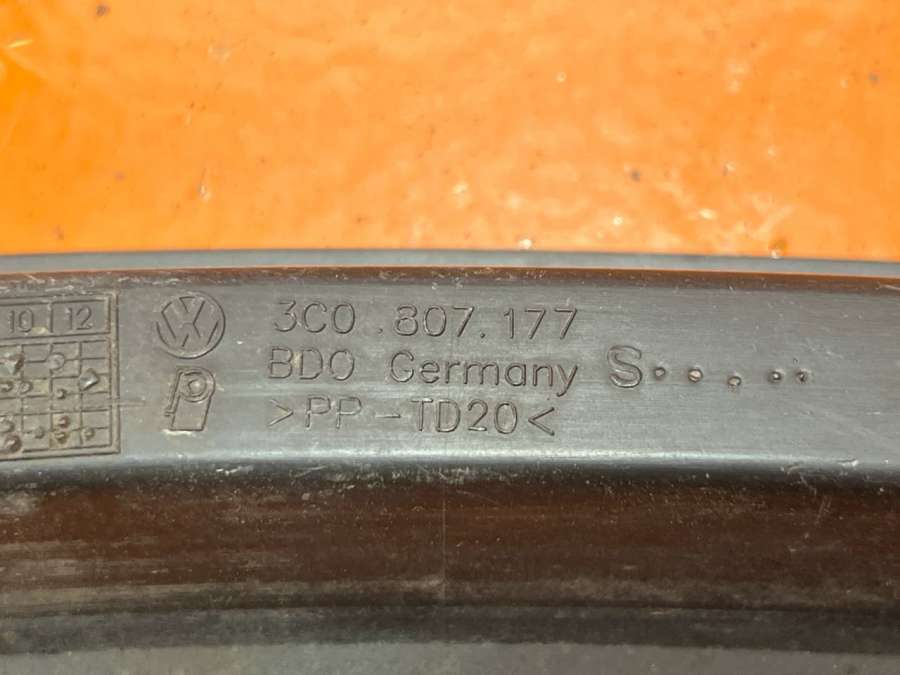 10 12
3C0.807.177
BDO Germany S.....
>PP-TD20<